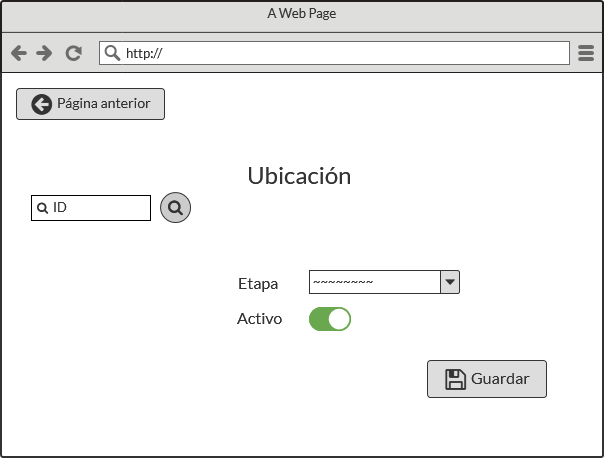 A Web Page
http://
Página anterior
Ubicación
ID
Etapa ~~~~~~~~
Activo
Guardar